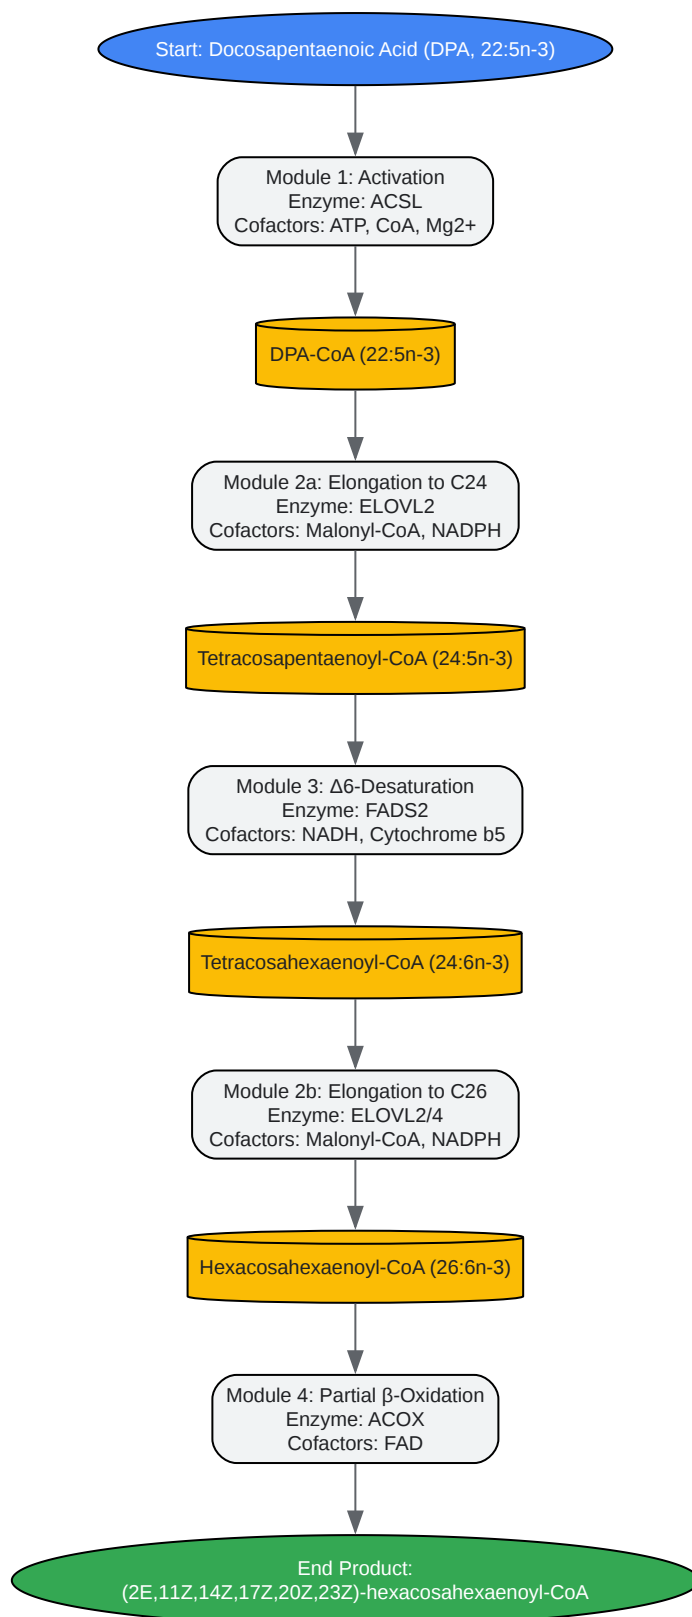 Start: Docosapentaenoic Acid (DPA, 22:5n-3)
Module 1: Activation
Enzyme: ACSL
Cofactors: ATP, CoA, Mg2+
DPA-CoA (22:5n-3)
Module 2a: Elongation to C24
Enzyme: ELOVL2
Cofactors: Malonyl-CoA, NADPH
Tetracosapentaenoyl-CoA (24:5n-3)
Module 3: Δ6-Desaturation
Enzyme: FADS2
Cofactors: NADH, Cytochrome b5
Tetracosahexaenoyl-CoA (24:6n-3)
Module 2b: Elongation to C26
Enzyme: ELOVL2/4
Cofactors: Malonyl-CoA, NADPH
Hexacosahexaenoyl-CoA (26:6n-3)
Module 4: Partial β-Oxidation
Enzyme: ACOX
Cofactors: FAD
End Product:
(2E,11Z,14Z,17Z,20Z,23Z)-hexacosahexaenoyl-CoA